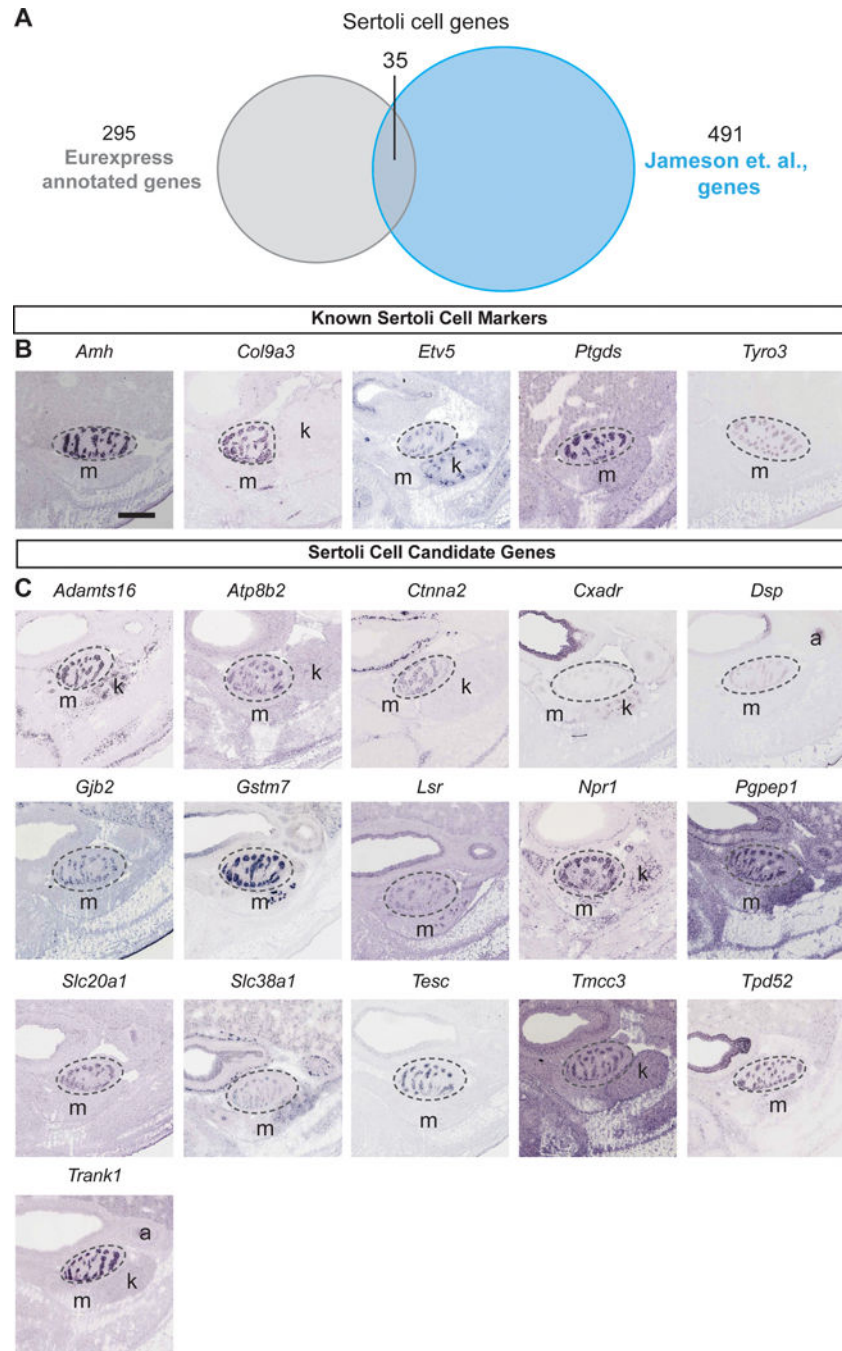 A
Sertoli cell genes
35
295
Eurexpress
annotated genes
491
Jameson et. al.,
genes
Known Sertoli Cell Markers
B
Amh
Col9a3
Etv5
Ptgds
Tyro3
m
k
m
m
k
m
m
Sertoli Cell Candidate Genes
C
Adamts16
Atp8b2
Ctnna2
Cxadr
Dsp
m
k
k
m
m
k
m
k
a
m
Gjb2
Gstm7
Lsr
Npr1
Pgpep1
m
m
m
m
k
m
Slc20a1
Slc38a1
Tesc
Tmcc3
Tpd52
m
m
m
m
k
m
Trank1
a
k
m